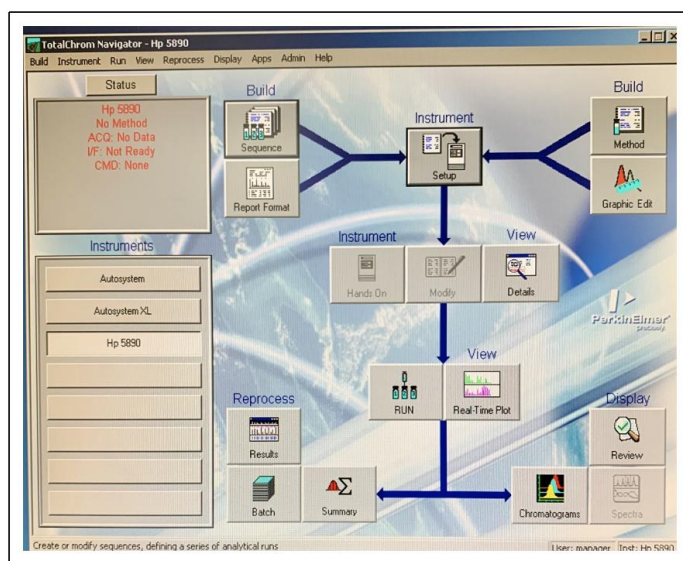 TotalChrom Navigator - Hp 5890
Build Instrument Run View Reprocess Display Apps Admin Help
Status
Hp 5890
No Method
ACQ: No Data
I/F: Not Ready
CMD: None
Build
Sequence
Report Format
Instrument
Setup
Build
Method
Graphic Edit
Instruments
Autosystem
Autosystem XL
Hp 5890
Instrument
Hands On
Modify
View
Details
PerkinElmer
precisely
RUN
View
Real-Time Plot
Reprocess
Results
Batch
Summary
Display
Review
Chromatograms
Spectra
Create or modify sequences, defining a series of analytical runs
User: manager Inst: Hp 5890